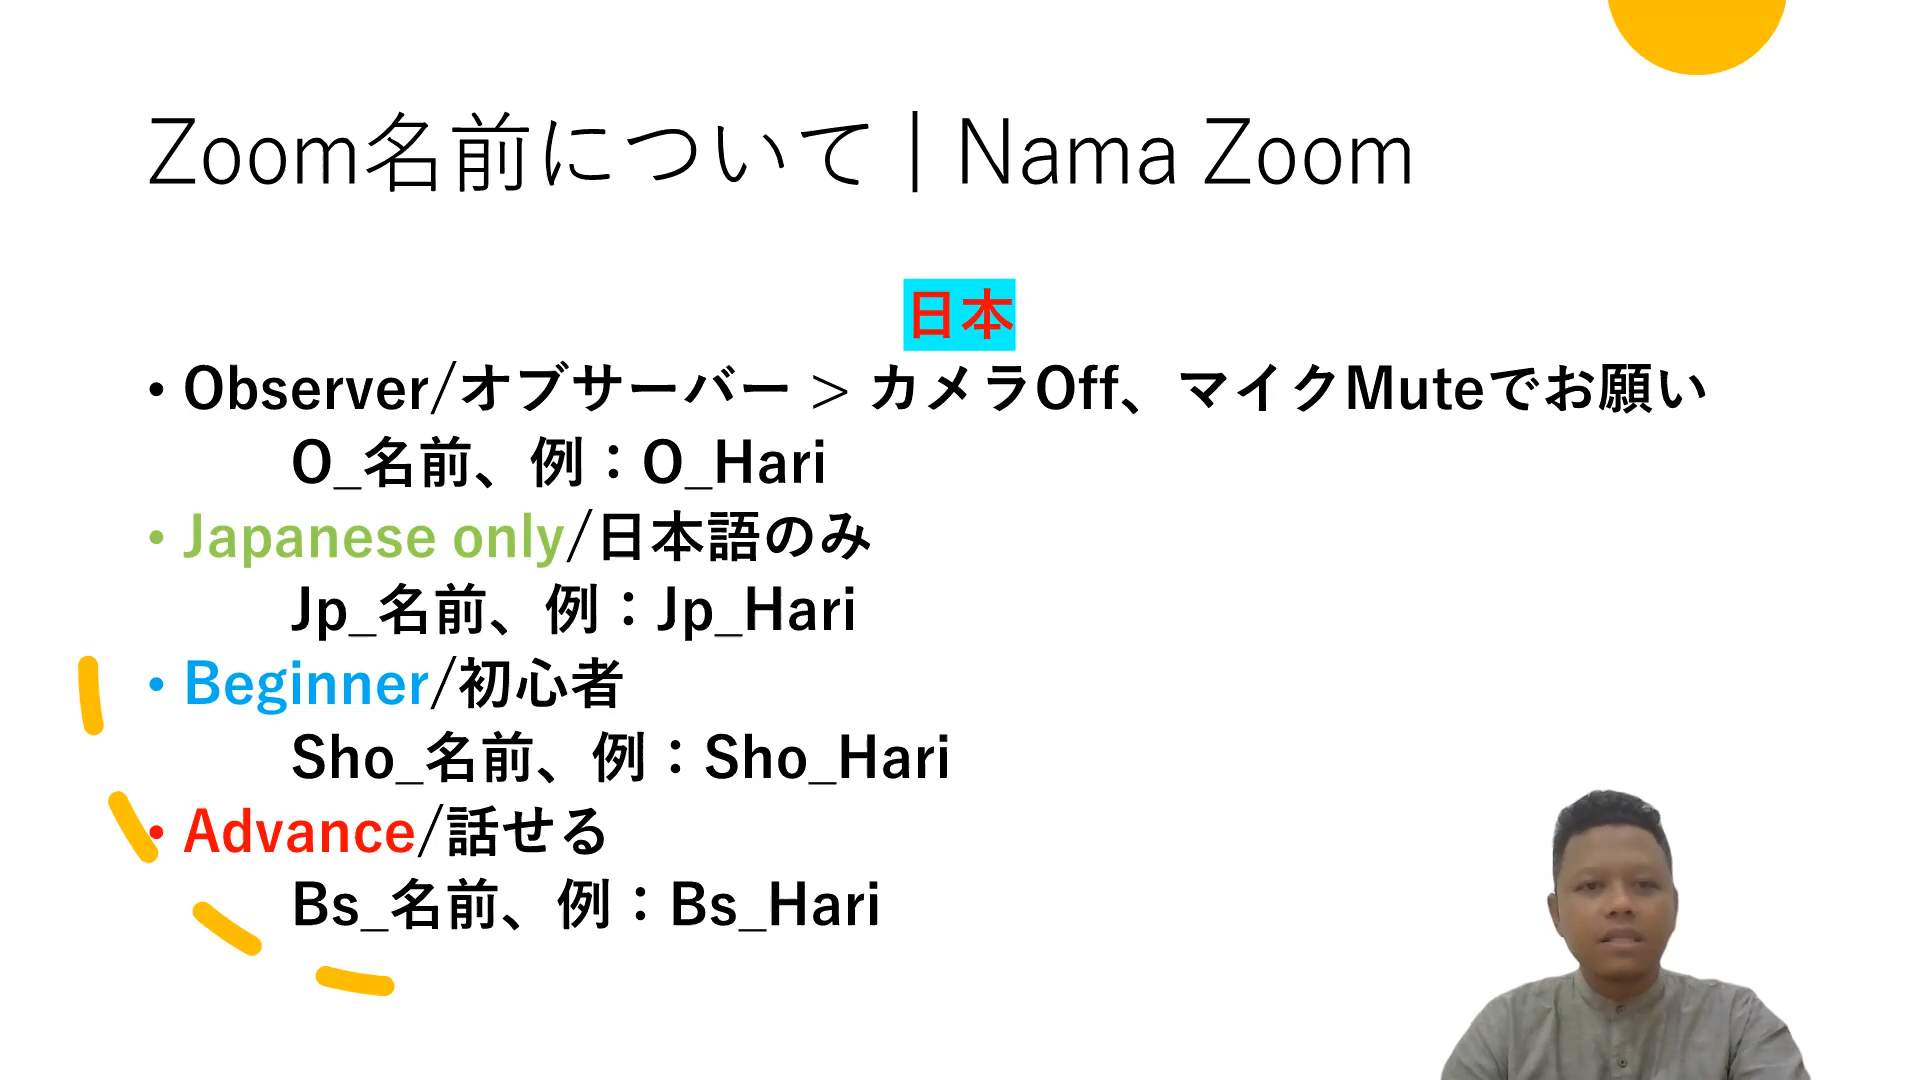 Zoom名前について | Nama Zoom
日本
• Observer/オブサーバー > カメラOff、マイクMuteでお願い
O_名前、例：O_Hari
• Japanese only/日本語のみ
Jp_名前、例：Jp_Hari
• Beginner/初心者
Sho_名前、例：Sho_Hari
• Advance/話せる
Bs_名前、例：Bs_Hari